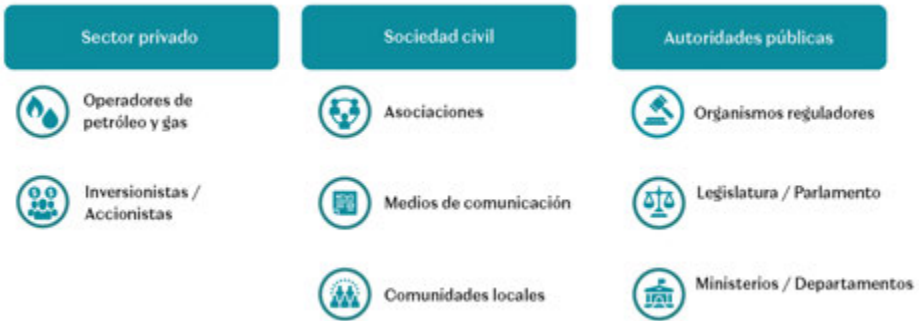 Sector privado
Operadores de
petróleo y gas
Inversionistas /
Accionistas
Sociedad civil
Asociaciones
Medios de comunicación
Comunidades locales
Autoridades públicas
Organismos reguladores
Legislatura / Parlamento
Ministerios / Departamentos